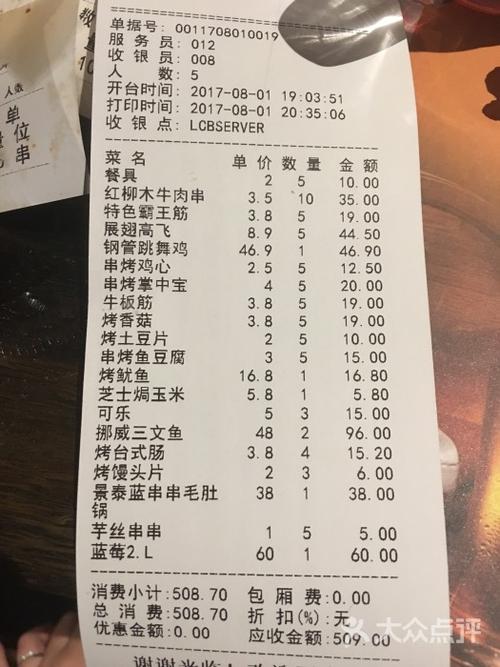 单据号: 0011708010019
服务员: 012
收银员: 008
人 数: 5
开台时间: 2017-08-01 19:03:51
打印时间: 2017-08-01 20:35:06
收银点: LCBSERVER
菜名 单价 数量 金额
餐具 2 5 10.00
红柳木牛肉串 3.5 10 35.00
特色霸王筋 3.8 5 19.00
展翅高飞 8.9 5 44.50
钢管跳舞鸡 46.9 1 46.90
串烤鸡心 2.5 5 12.50
串烤掌中宝 4 5 20.00
牛板筋 3.8 5 19.00
烤香菇 3.8 5 19.00
烤土豆片 2 5 10.00
串烤鱼豆腐 3 5 15.00
烤鱿鱼 16.8 1 16.80
芝士焗玉米 5.8 1 5.80
可乐 5 3 15.00
挪威三文鱼 48 2 96.00
烤台式肠 3.8 4 15.20
烤馒头片 2 3 6.00
景泰蓝串串毛肚 38 1 38.00
锅
芋丝串串 1 5 5.00
蓝莓2.L 60 1 60.00
消费小计: 508.70 包厢费: 0.00
总消费: 508.70 折扣(%): 无
优惠金额: 0.00 应收金额: 509.00
谢谢光临
大众点评
人数
单
位
串